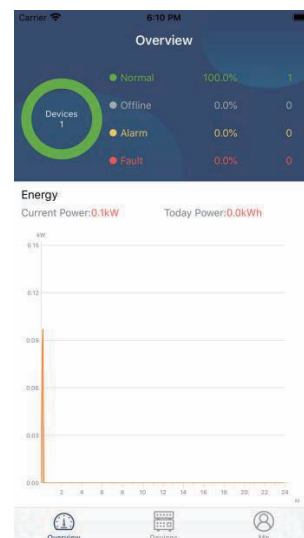 Carrier 6:10 PM
Overview
Devices
1
Normal 100.0% 1
Offline 0.0% 0
Alarm 0.0% 0
Fault 0.0% 0
Energy
Current Power:0.1kW Today Power:0.0kWh
kW
0.15
0.12
0.09
0.06
0.03
0.00
2 4 6 8 10 12 14 16 18 20 22 24
H
Overview Devices Me